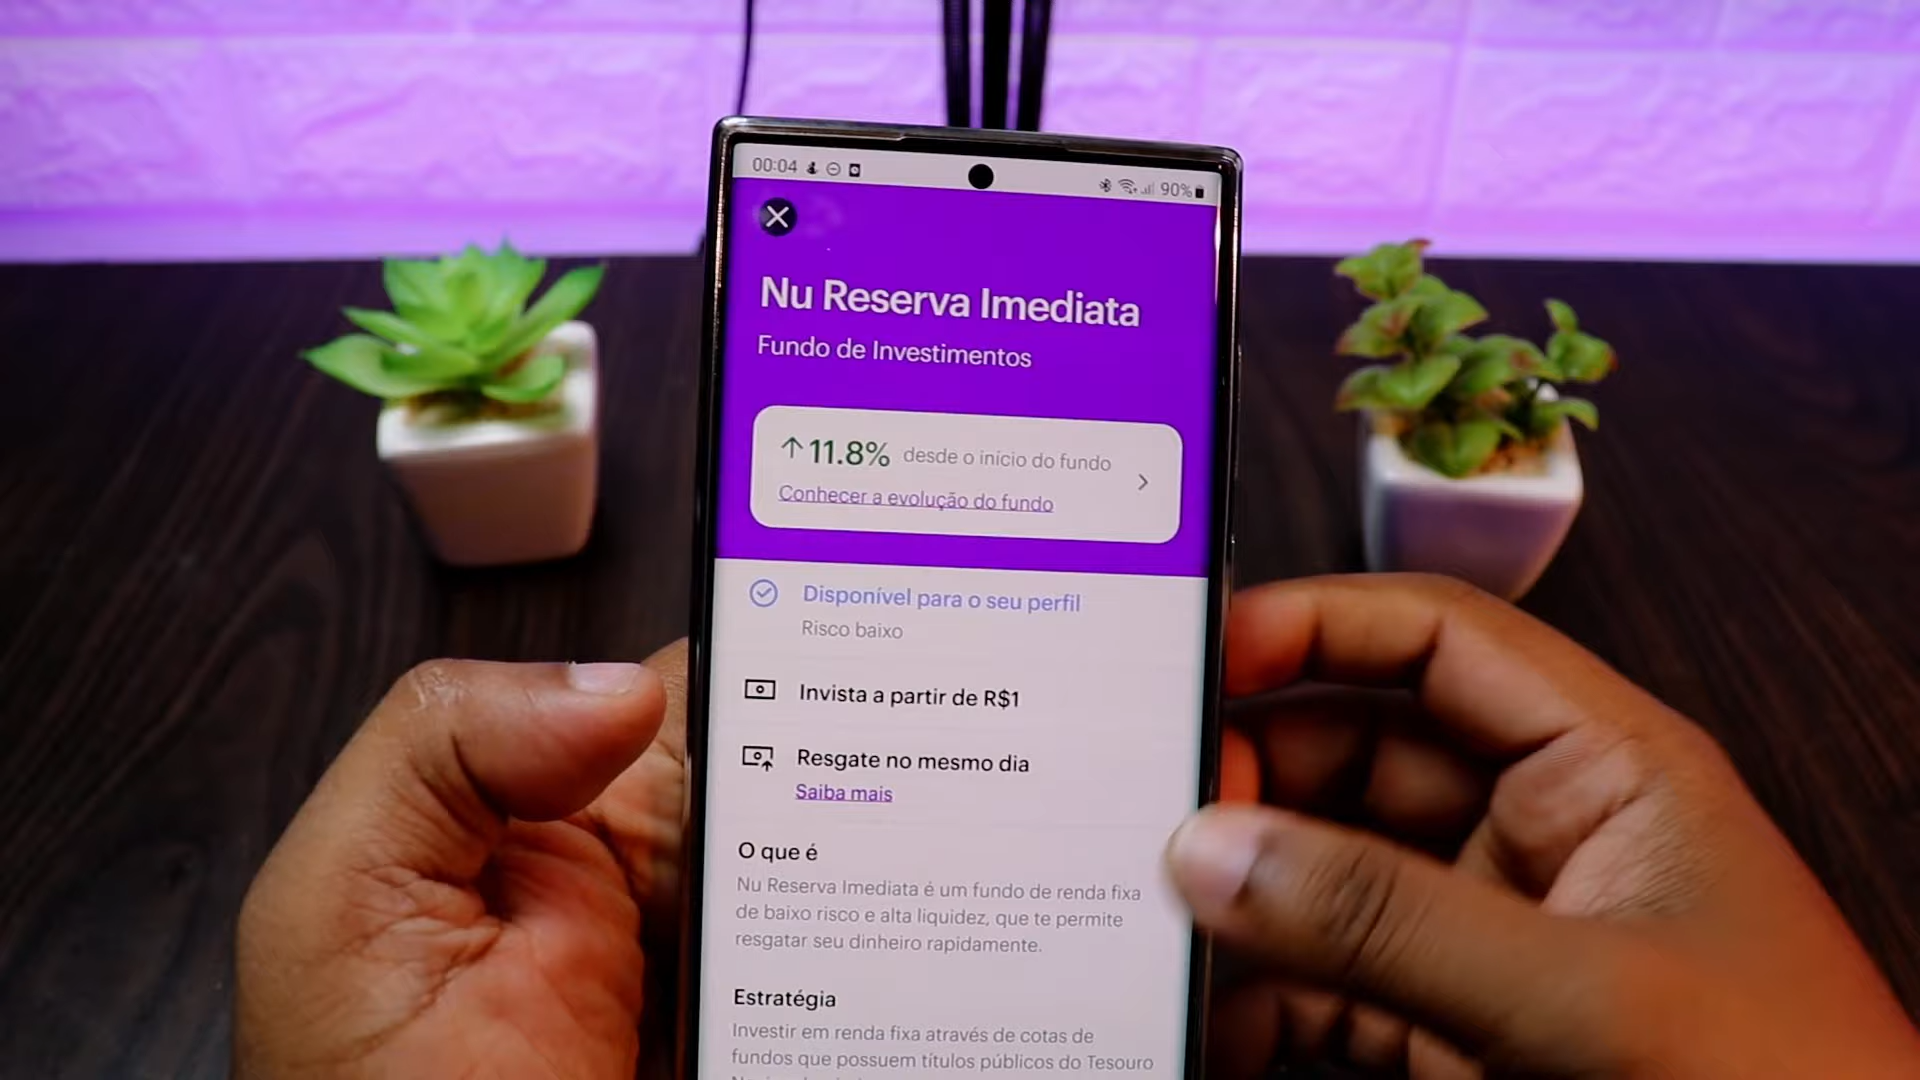 00:04
90%
Nu Reserva Imediata
Fundo de Investimentos
↑11.8% desde o início do fundo
Conhecer a evolução do fundo
Disponível para o seu perfil
Risco baixo
Invista a partir de R$1
Resgate no mesmo dia
Saiba mais
O que é
Nu Reserva Imediata é um fundo de renda fixa
de baixo risco e alta liquidez, que te permite
resgatar seu dinheiro rapidamente.
Estratégia
Investir em renda fixa através de cotas de
fundos que possuem títulos públicos do Tesouro